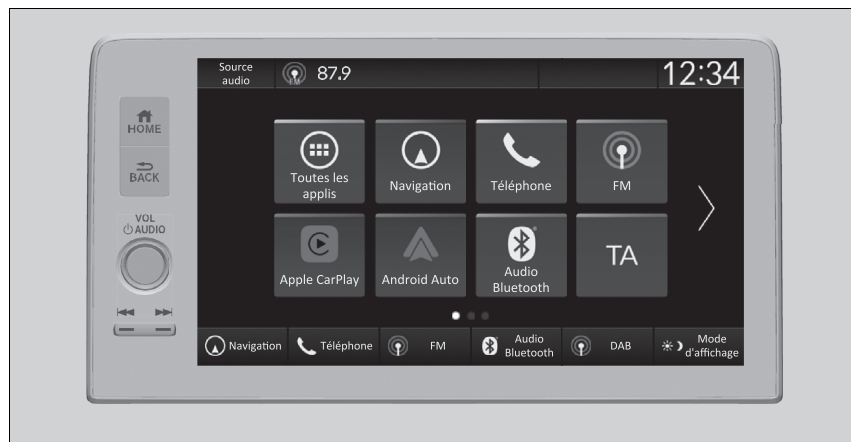 Source
audio
FM
87.9
12:34
HOME
BACK
VOL
AUDIO
Toutes les
applis
Navigation
Téléphone
FM
Apple CarPlay
Android Auto
Audio
Bluetooth
TA
Navigation
Téléphone
FM
Audio
Bluetooth
DAB
Mode
d'affichage